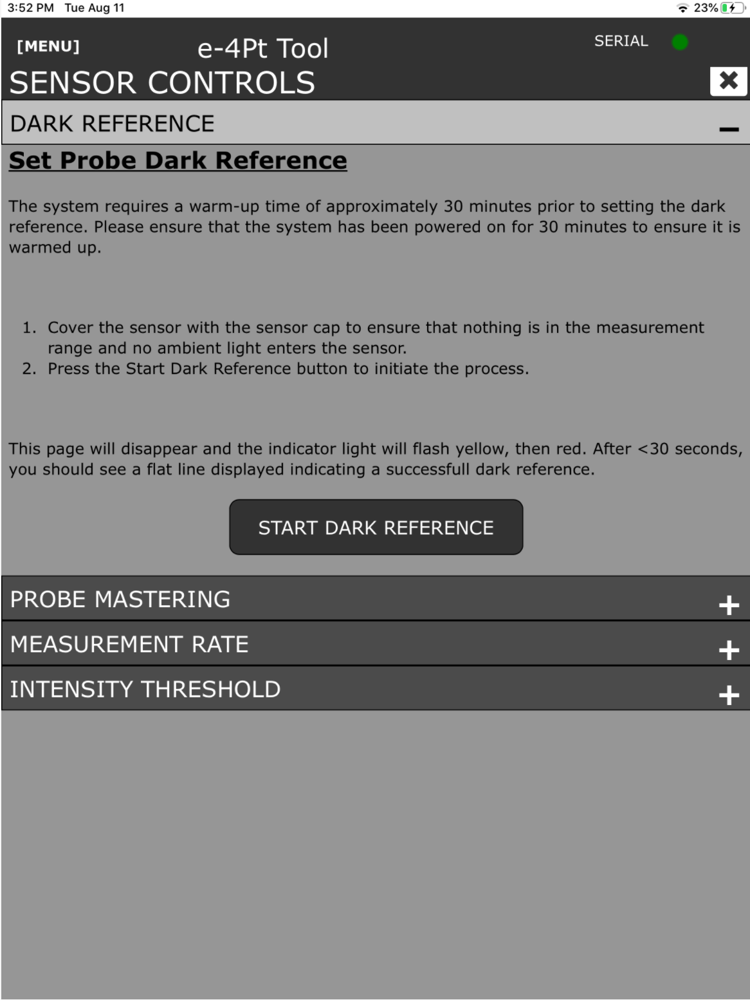 3:52 PM Tue Aug 11
23%
[MENU]
e-4Pt Tool
SERIAL
SENSOR CONTROLS
DARK REFERENCE
Set Probe Dark Reference
The system requires a warm-up time of approximately 30 minutes prior to setting the dark
reference. Please ensure that the system has been powered on for 30 minutes to ensure it is
warmed up.
1. Cover the sensor with the sensor cap to ensure that nothing is in the measurement
range and no ambient light enters the sensor.
2. Press the Start Dark Reference button to initiate the process.
This page will disappear and the indicator light will flash yellow, then red. After <30 seconds,
you should see a flat line displayed indicating a successfull dark reference.
START DARK REFERENCE
PROBE MASTERING
MEASUREMENT RATE
INTENSITY THRESHOLD